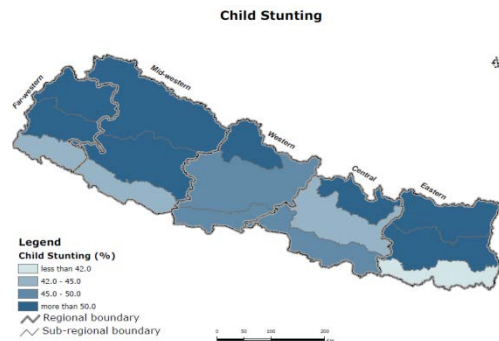 Child Stunting
Far-western
Mid-western
Western
Central
Eastern
Legend
Child Stunting (%)
less than 42.0
42.0 - 45.0
45.0 - 50.0
more than 50.0
Regional boundary
Sub-regional boundary
0 50 100 200